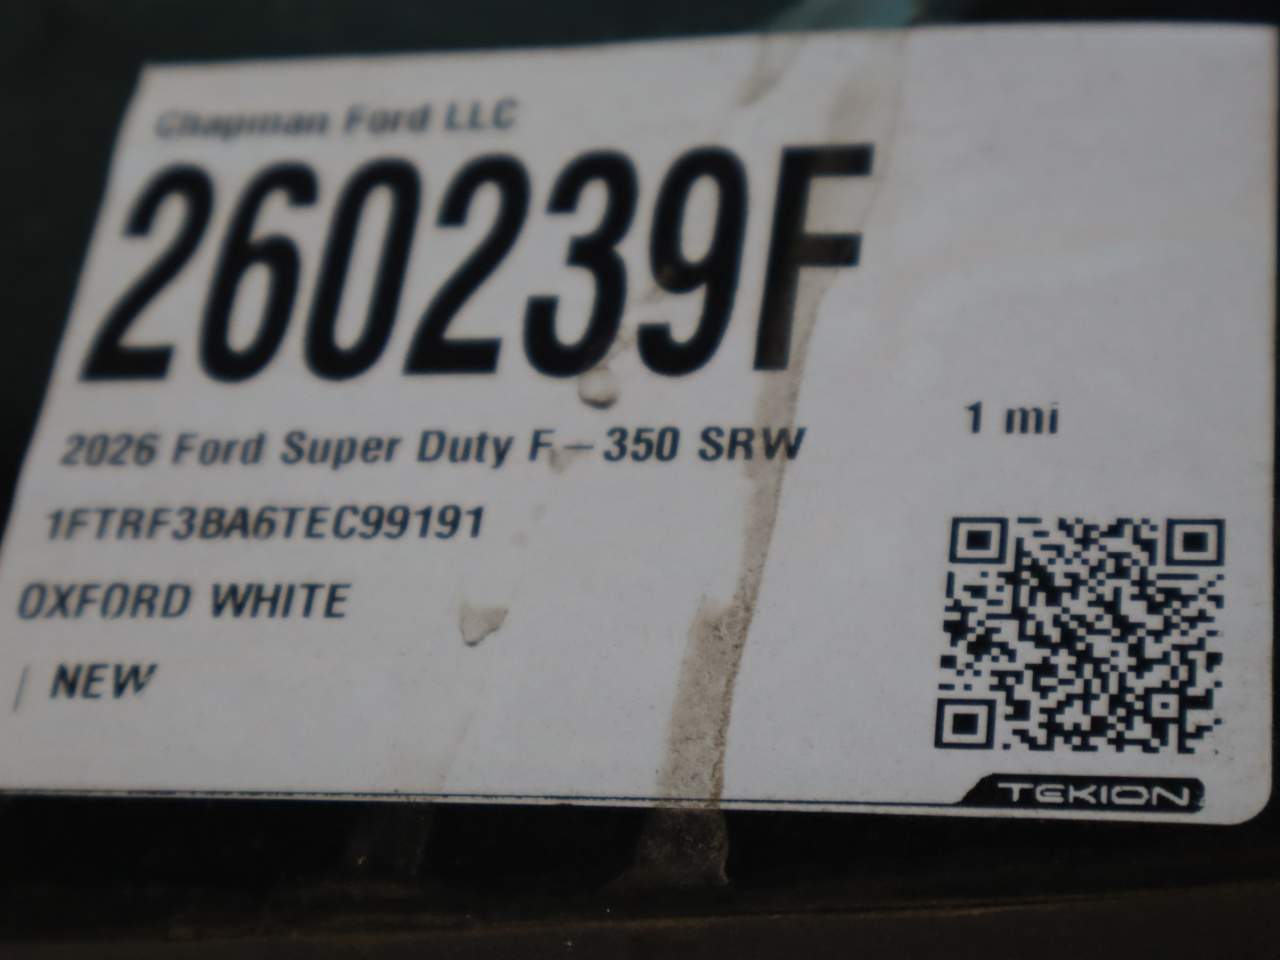 Chapman Ford LLC
260239F
2026 Ford Super Duty F-350 SRW
1 mi
1FTRF3BA6TEC99191
OXFORD WHITE
| NEW
TEKION